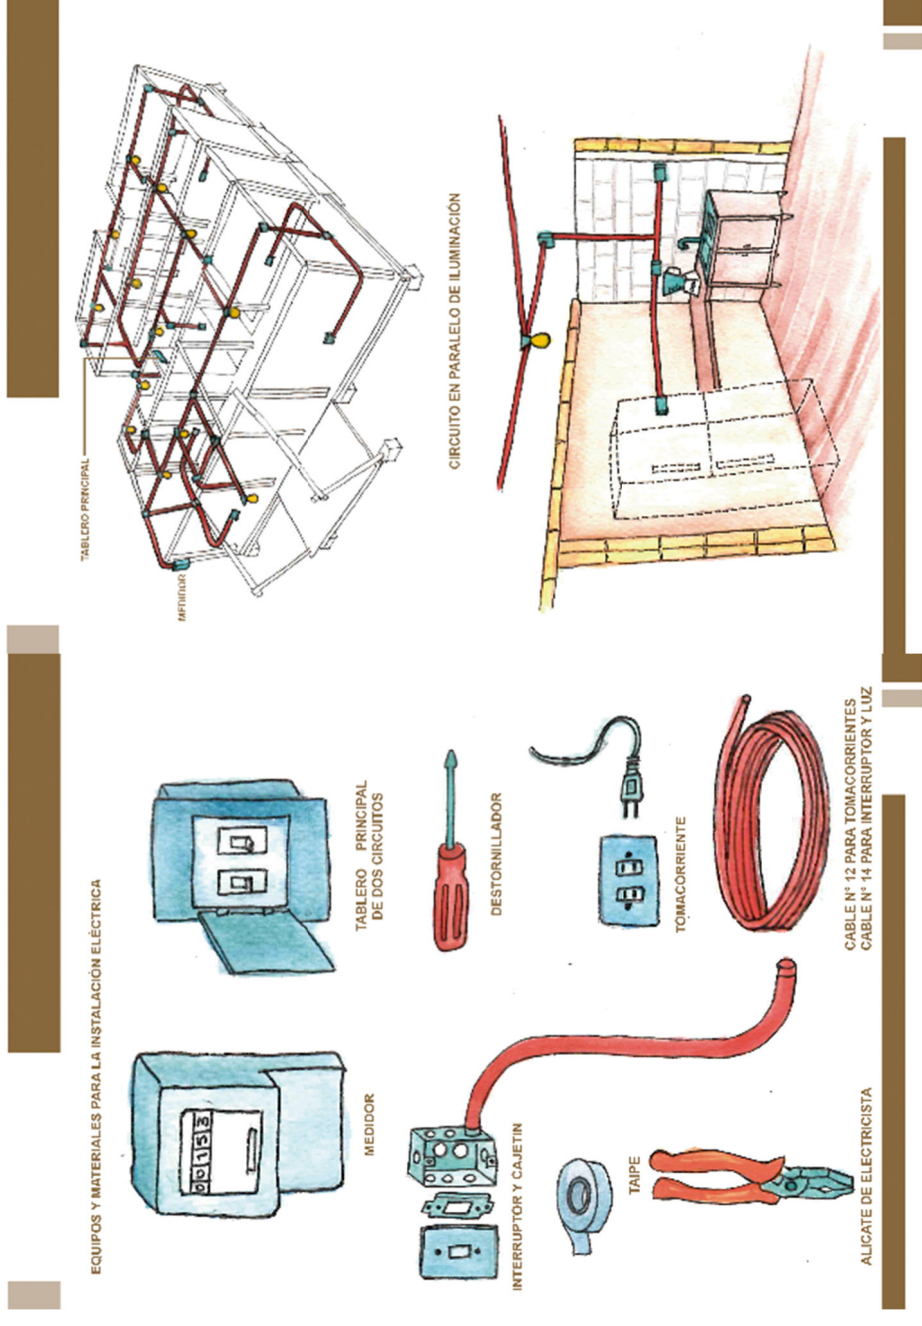 EQUIPOS Y MATERIALES PARA LA INSTALACIÓN ELÉCTRICA
00153
MEDIDOR
TABLERO PRINCIPAL
DE DOS CIRCUITOS
INTERRUPTOR Y CAJETIN
DESTORNILLADOR
TAIPE
TOMACORRIENTE
ALICATE DE ELECTRICISTA
CABLE N° 12 PARA TOMACORRIENTES
CABLE N° 14 PARA INTERRUPTOR Y LUZ
TABLERO PRINCIPAL
MEDIDOR
CIRCUITO EN PARALELO DE ILUMINACIÓN